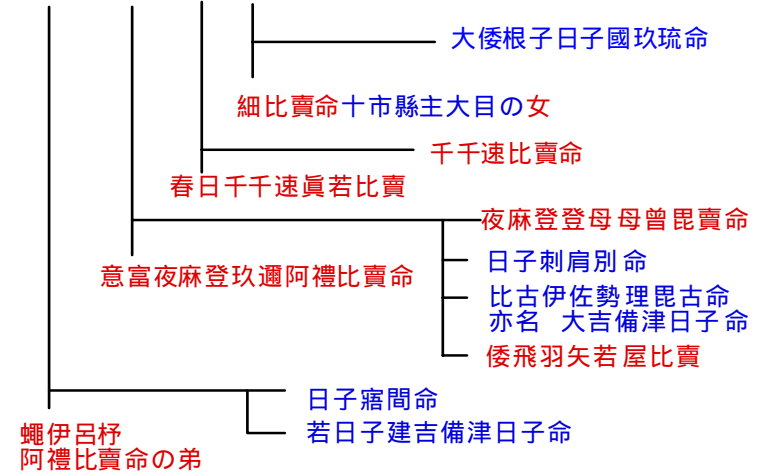 大倭根子日子國玖琉命
細比賣命十市縣主大目の女
千千速比賣命
春日千千速眞若比賣
夜麻登登母母曾毘賣命
日子刺肩別命
意富夜麻登玖邇阿禮比賣命
比古伊佐勢理毘古命
亦名 大吉備津日子命
倭飛羽矢若屋比賣
日子寤間命
若日子建吉備津日子命
蠅伊呂杼
阿禮比賣命の弟